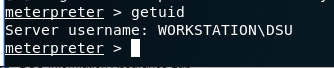 meterpreter > getuid
Server username: WORKSTATION\DSU
meterpreter >